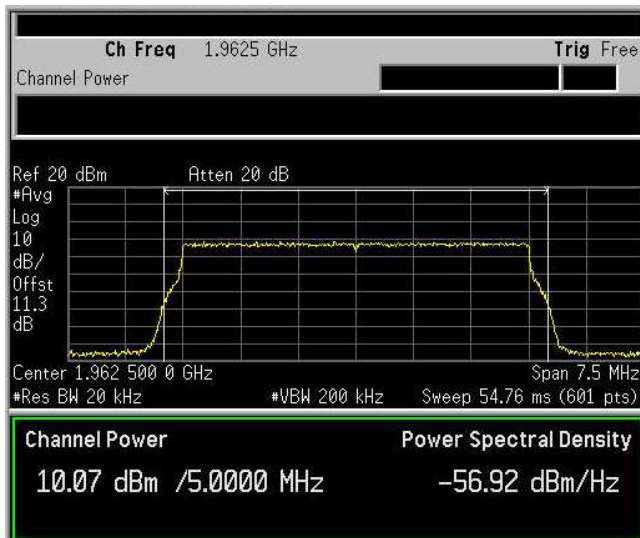 Ch Freq 1.9625 GHz Trig Free
Channel Power
Ref 20 dBm Atten 20 dB
#Avg
Log
10
dB/
Offst
11.3
dB
Center 1.962 500 0 GHz Span 7.5 MHz
#Res BW 20 kHz #VBW 200 kHz Sweep 54.76 ms (601 pts)
Channel Power Power Spectral Density
10.07 dBm /5.0000 MHz -56.92 dBm/Hz